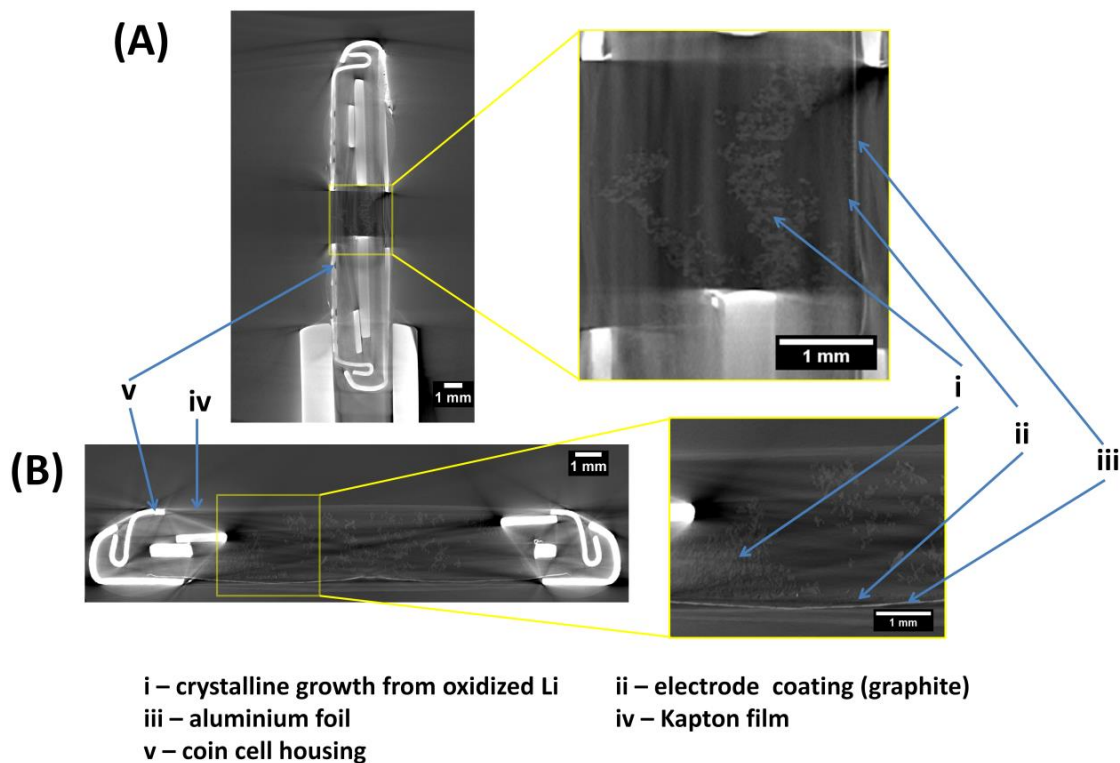 (A)
1 mm
1 mm
v
iv
i
ii
iii
(B)
1 mm
1 mm
i – crystalline growth from oxidized Li
ii – electrode  coating (graphite)
iii – aluminium foil
iv – Kapton film
v – coin cell housing